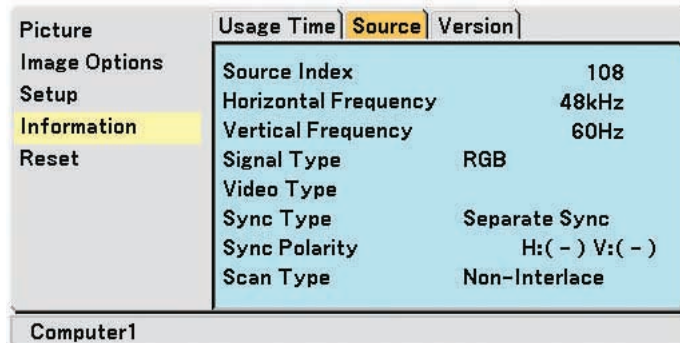 Picture
Image Options
Setup
Information
Reset
Usage Time Source Version
Source Index 108
Horizontal Frequency 48kHz
Vertical Frequency 60Hz
Signal Type RGB
Video Type
Sync Type Separate Sync
Sync Polarity H:( - ) V:( - )
Scan Type Non-Interlace
Computer1